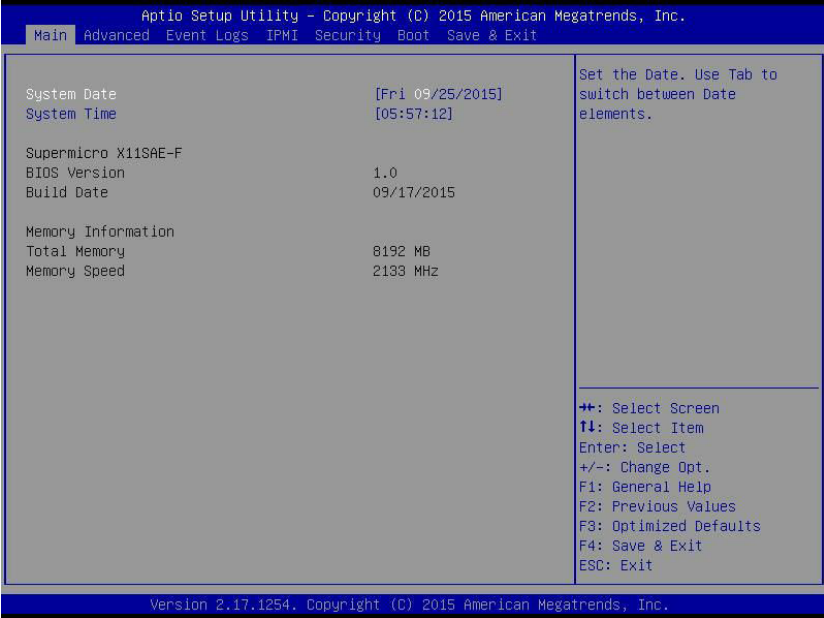 Aptio Setup Utility – Copyright (C) 2015 American Megatrends, Inc.
Main Advanced Event Logs IPMI Security Boot Save & Exit
System Date [Fri 09/25/2015]
System Time [05:57:12]
Supermicro X11SAE-F
BIOS Version 1.0
Build Date 09/17/2015
Memory Information
Total Memory 8192 MB
Memory Speed 2133 MHz
Set the Date. Use Tab to
switch between Date
elements.
→←: Select Screen
↑↓: Select Item
Enter: Select
+/-: Change Opt.
F1: General Help
F2: Previous Values
F3: Optimized Defaults
F4: Save & Exit
ESC: Exit
Version 2.17.1254. Copyright (C) 2015 American Megatrends, Inc.